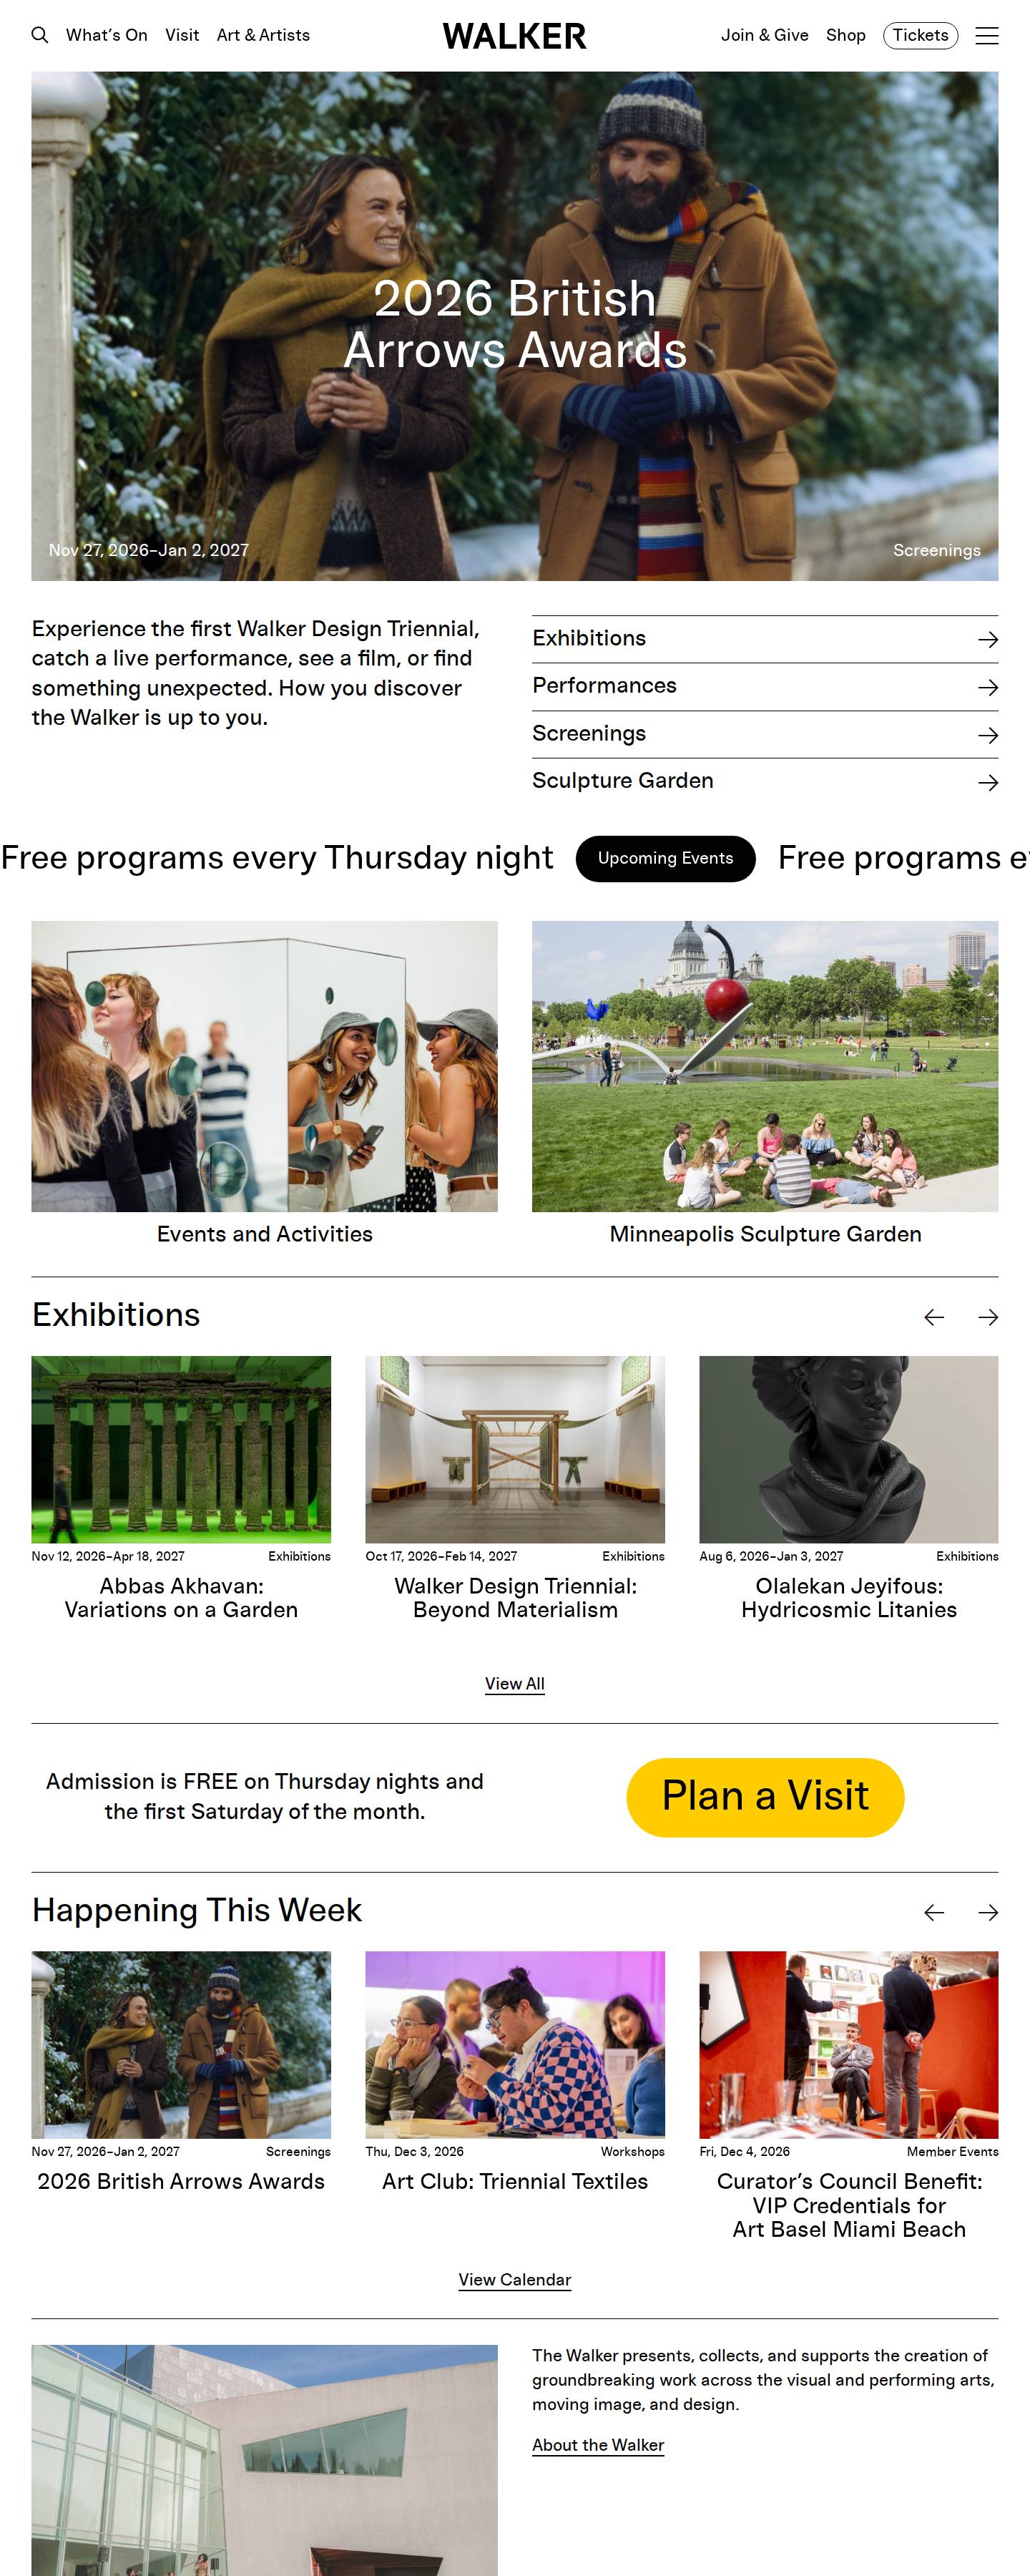 What's On
Visit
Art & Artists
WALKER
Join & Give
Shop
Tickets
2026 British
Arrows Awards
Nov 27, 2026–Jan 2, 2027
Screenings
Experience the first Walker Design Triennial,
catch a live performance, see a film, or find
something unexpected. How you discover
the Walker is up to you.
Exhibitions
Performances
Screenings
Sculpture Garden
Free programs every Thursday night
Upcoming Events
Free programs e
Events and Activities
Minneapolis Sculpture Garden
Exhibitions
Nov 12, 2026–Apr 18, 2027
Exhibitions
Abbas Akhavan:
Variations on a Garden
Oct 17, 2026–Feb 14, 2027
Exhibitions
Walker Design Triennial:
Beyond Materialism
Aug 6, 2026–Jan 3, 2027
Exhibitions
Olalekan Jeyifous:
Hydricosmic Litanies
View All
Admission is FREE on Thursday nights and
the first Saturday of the month.
Plan a Visit
Happening This Week
Nov 27, 2026–Jan 2, 2027
Screenings
2026 British Arrows Awards
Thu, Dec 3, 2026
Workshops
Art Club: Triennial Textiles
Fri, Dec 4, 2026
Member Events
Curator's Council Benefit:
VIP Credentials for
Art Basel Miami Beach
View Calendar
The Walker presents, collects, and supports the creation of
groundbreaking work across the visual and performing arts,
moving image, and design.
About the Walker